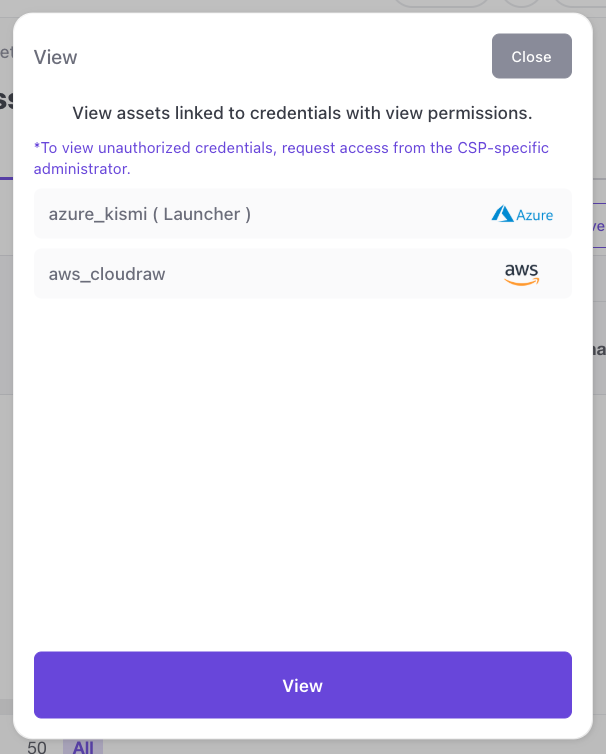 View
Close
View assets linked to credentials with view permissions.
*To view unauthorized credentials, request access from the CSP-specific
administrator.
azure_kismi ( Launcher )
Azure
aws_cloudraw
aws
View
50
All